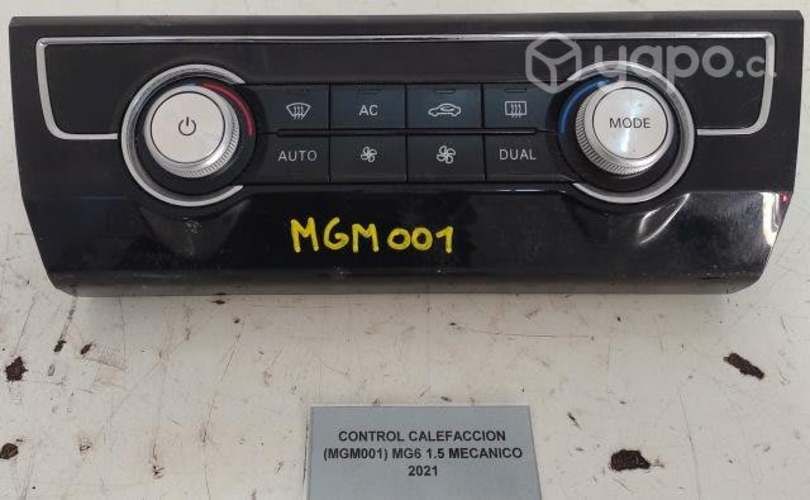 yapo.cl
AC
MODE
AUTO
DUAL
MGM001
CONTROL CALEFACCION
(MGM001) MG6 1.5 MECANICO
2021